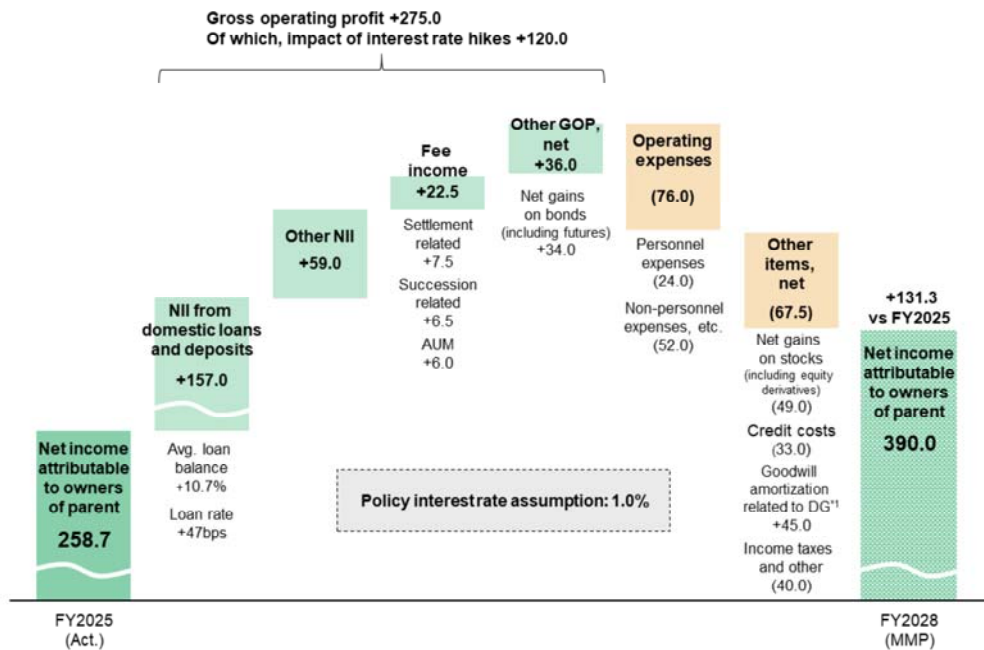 Gross operating profit +275.0
Of which, impact of interest rate hikes +120.0
Net income
attributable
to owners
of parent
258.7
NII from
domestic loans
and deposits
+157.0
Avg. loan
balance
+10.7%
Loan rate
+47bps
Other NII
+59.0
Fee
income
+22.5
Settlement
related
+7.5
Succession
related
+6.5
AUM
+6.0
Other GOP,
net
+36.0
Net gains
on bonds
(including futures)
+34.0
Operating
expenses
(76.0)
Personnel
expenses
(24.0)
Non-personnel
expenses, etc.
(52.0)
Other
items,
net
(67.5)
Net gains
on stocks
(including equity
derivatives)
(49.0)
Credit costs
(33.0)
Goodwill
amortization
related to DG*1
+45.0
Income taxes
and other
(40.0)
+131.3
vs FY2025
Net income
attributable
to owners
of parent
390.0
Policy interest rate assumption: 1.0%
FY2025
(Act.)
FY2028
(MMP)